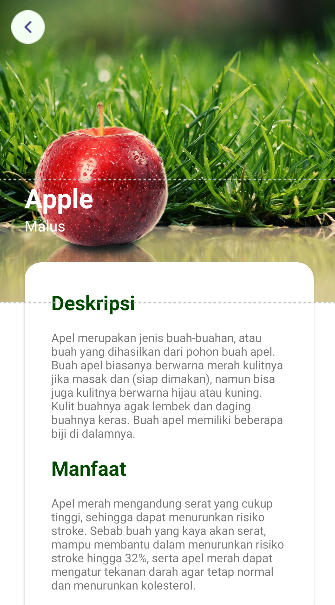 Apple
Malus
Deskripsi
Apel merupakan jenis buah-buahan, atau
buah yang dihasilkan dari pohon buah apel.
Buah apel biasanya berwarna merah kulitnya
jika masak dan (siap dimakan), namun bisa
juga kulitnya berwarna hijau atau kuning.
Kulit buahnya agak lembek dan daging
buahnya keras. Buah apel memiliki beberapa
biji di dalamnya.
Manfaat
Apel merah mengandung serat yang cukup
tinggi, sehingga dapat menurunkan risiko
stroke. Sebab buah yang kaya akan serat,
mampu membantu dalam menurunkan risiko
stroke hingga 32%, serta apel merah dapat
mengatur tekanan darah agar tetap normal
dan menurunkan kolesterol.